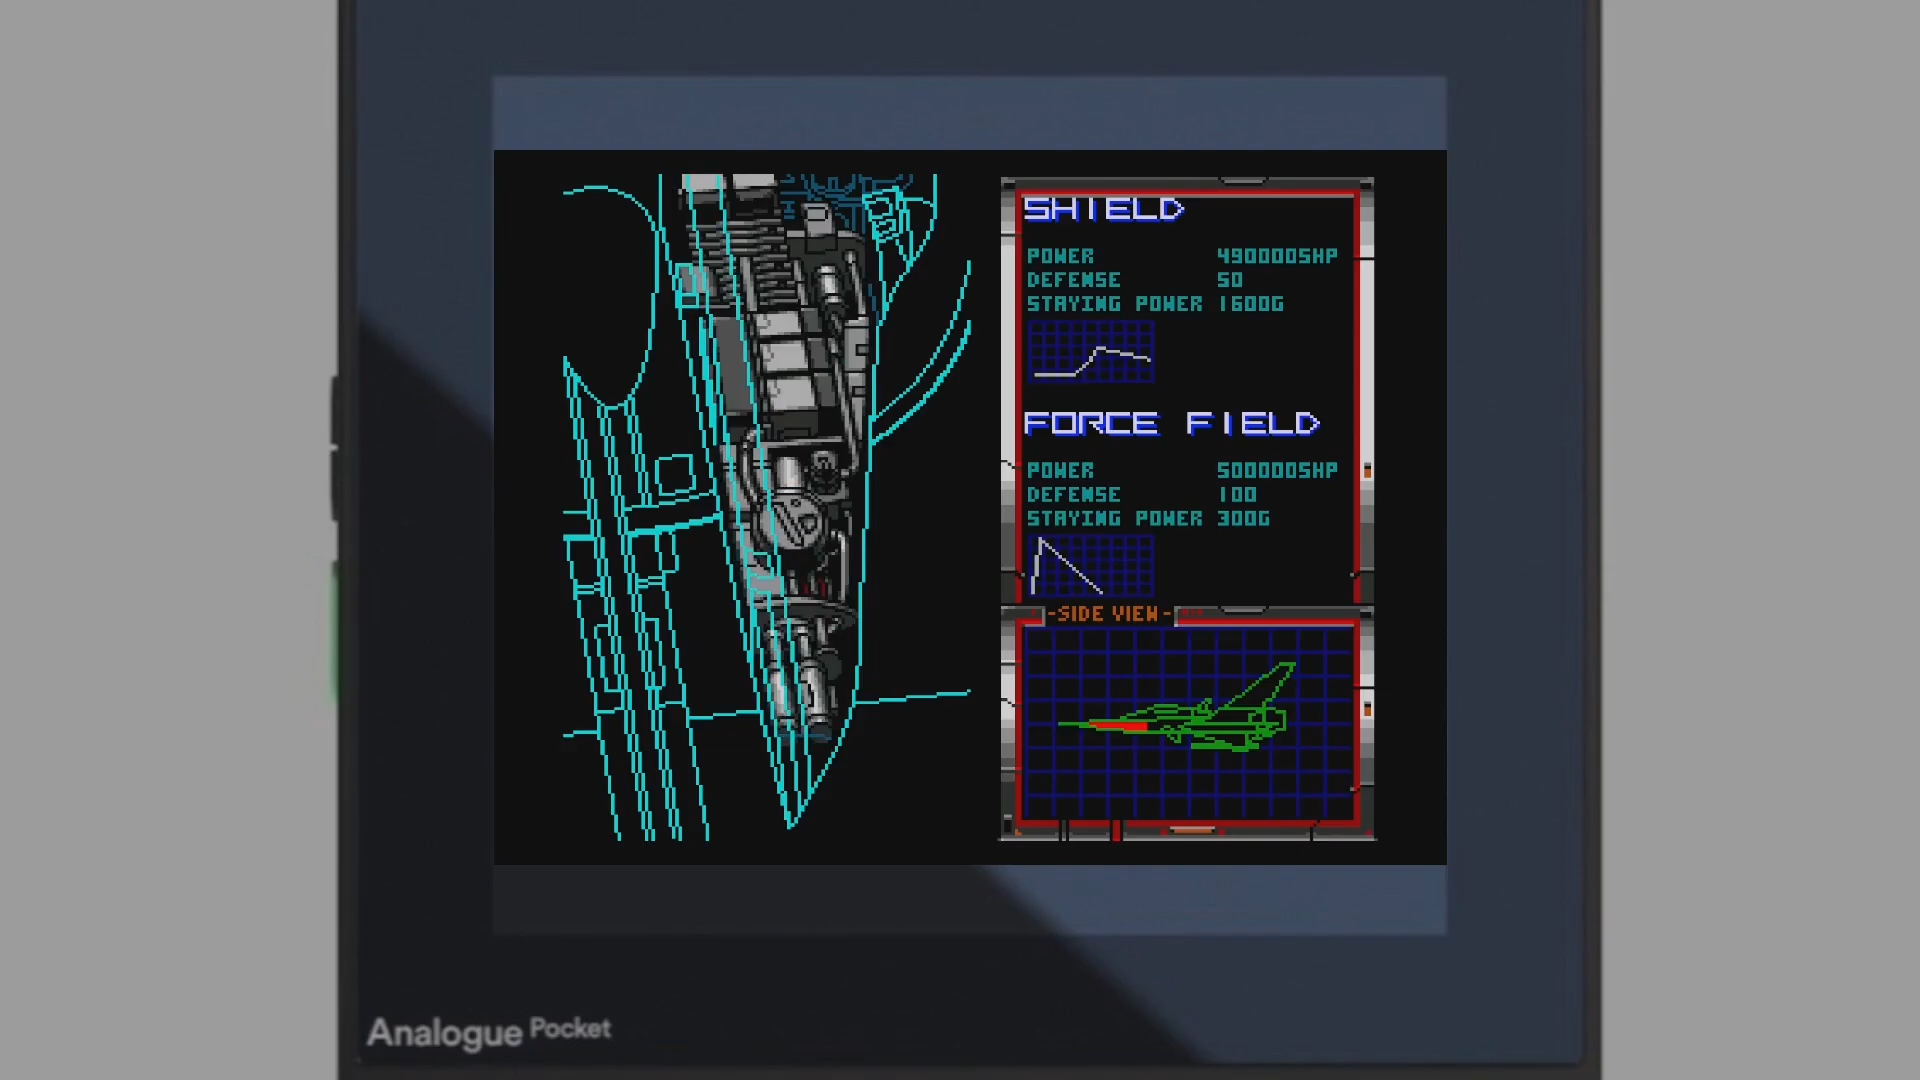 SHIELD
POWER 490000SHP
DEFENSE 50
STAYING POWER 1600G
FORCE FIELD
POWER 500000SHP
DEFENSE 100
STAYING POWER 300G
-SIDE VIEW-
Analogue Pocket